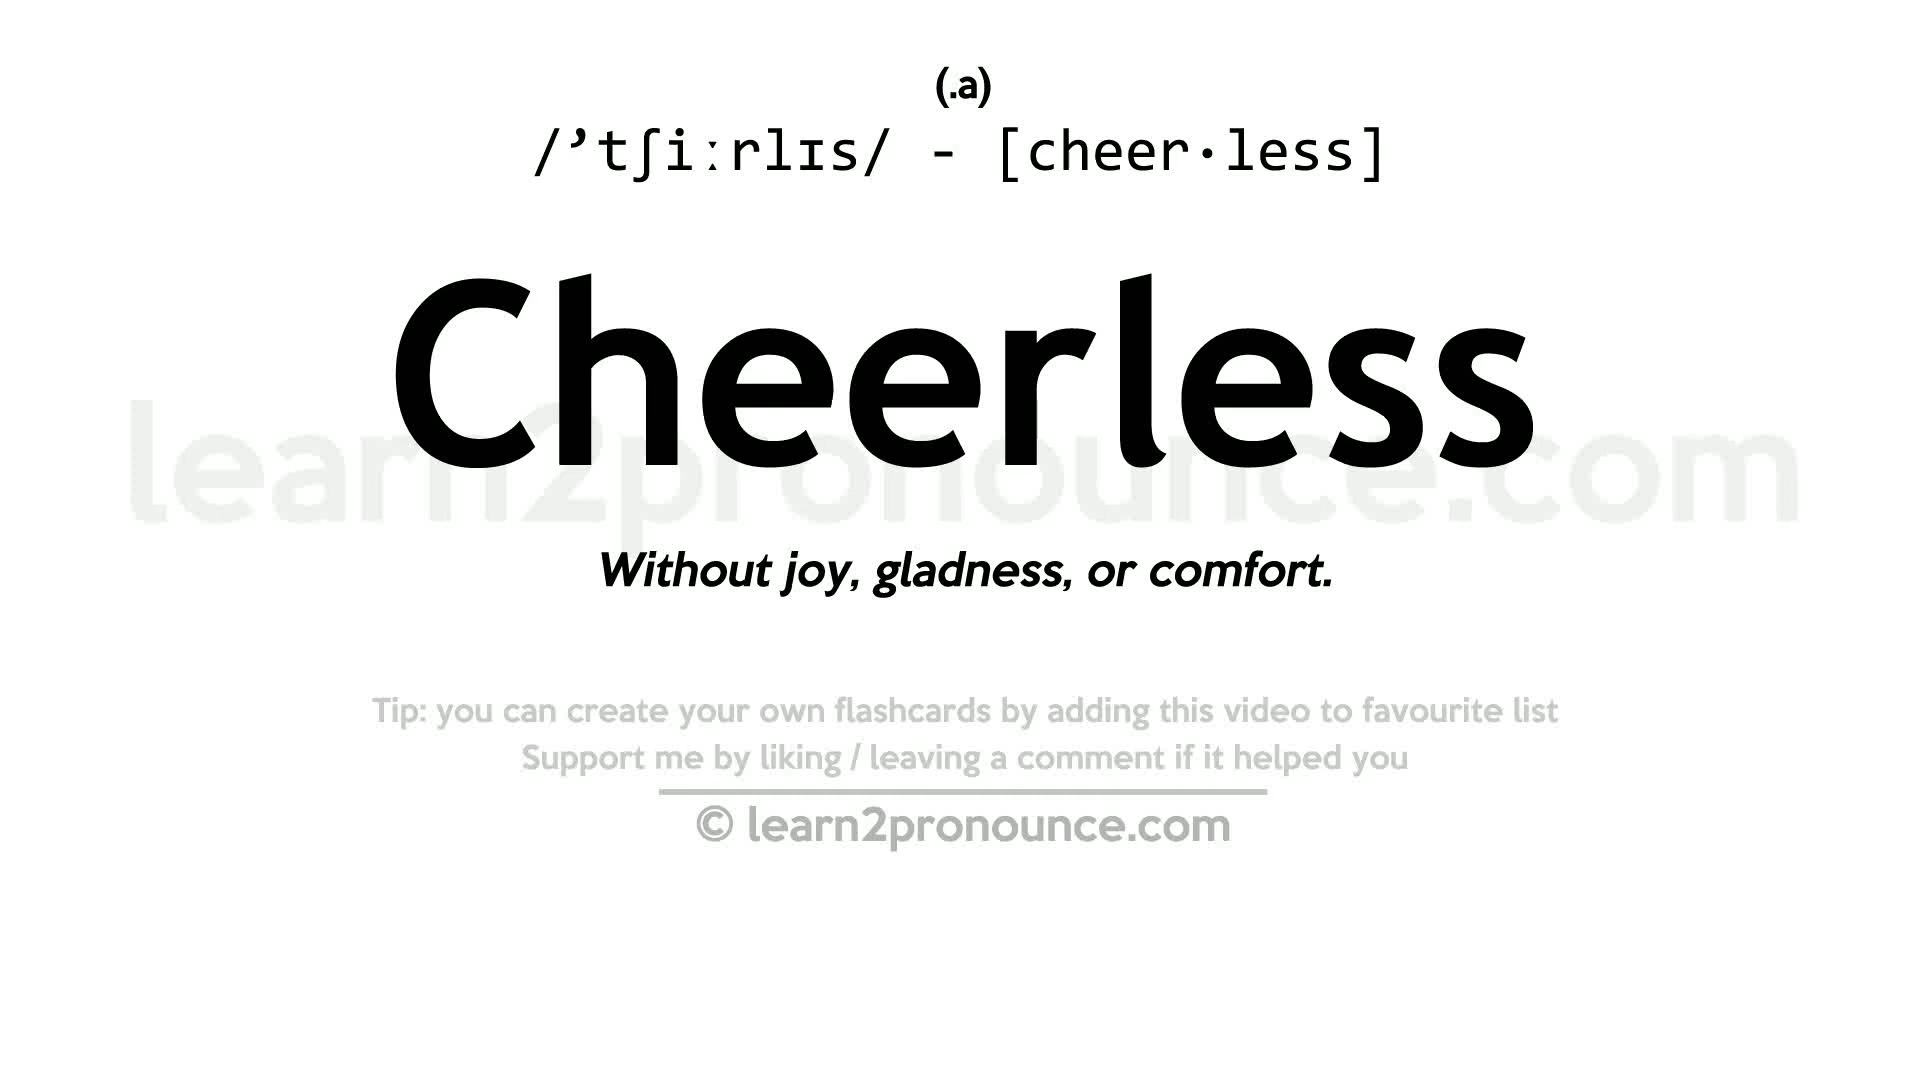 (.a)
/’tʃiːrlɪs/ - [cheer·less]
Cheerless
learn2pronounce.com
Without joy, gladness, or comfort.
Tip: you can create your own flashcards by adding this video to favourite list
Support me by liking / leaving a comment if it helped you
© learn2pronounce.com